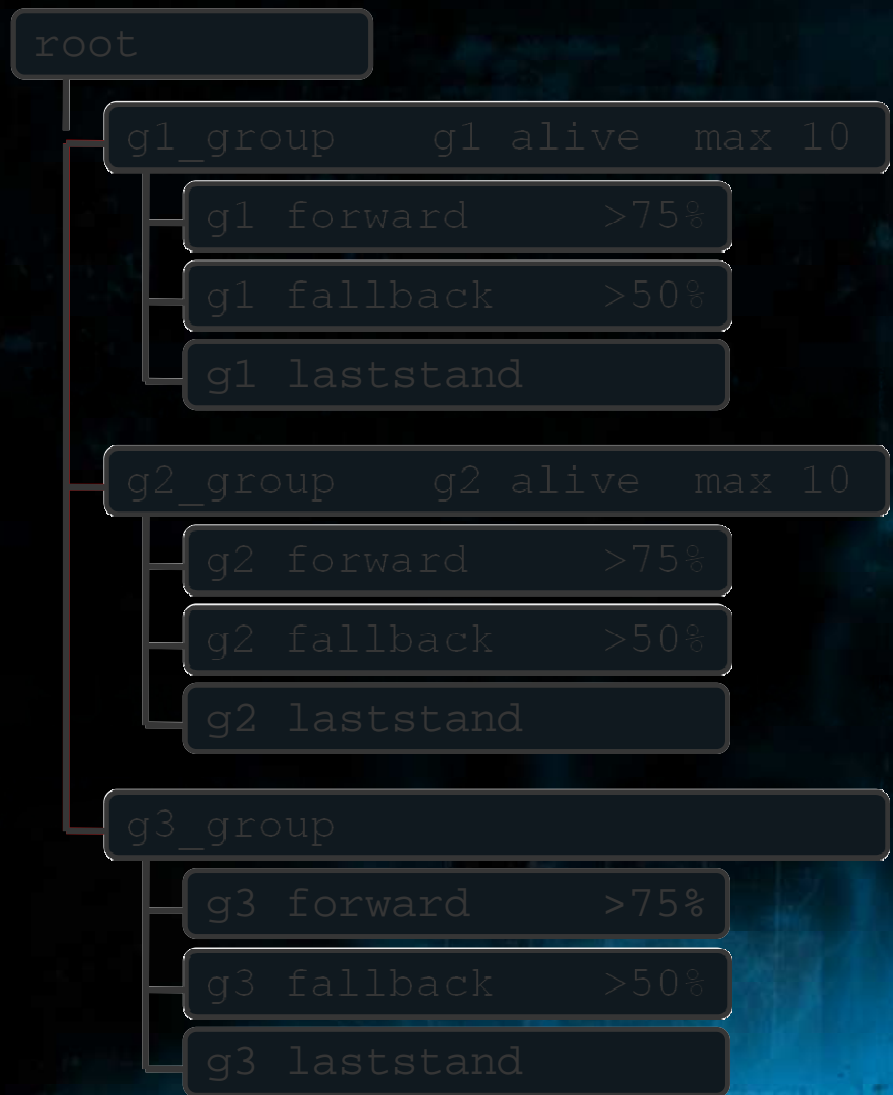 root
g1_group g1 alive max 10
g1 forward >75%
g1 fallback >50%
g1 laststand
g2_group g2 alive max 10
g2 forward >75%
g2 fallback >50%
g2 laststand
g3_group
g3 forward >75%
g3 fallback >50%
g3 laststand